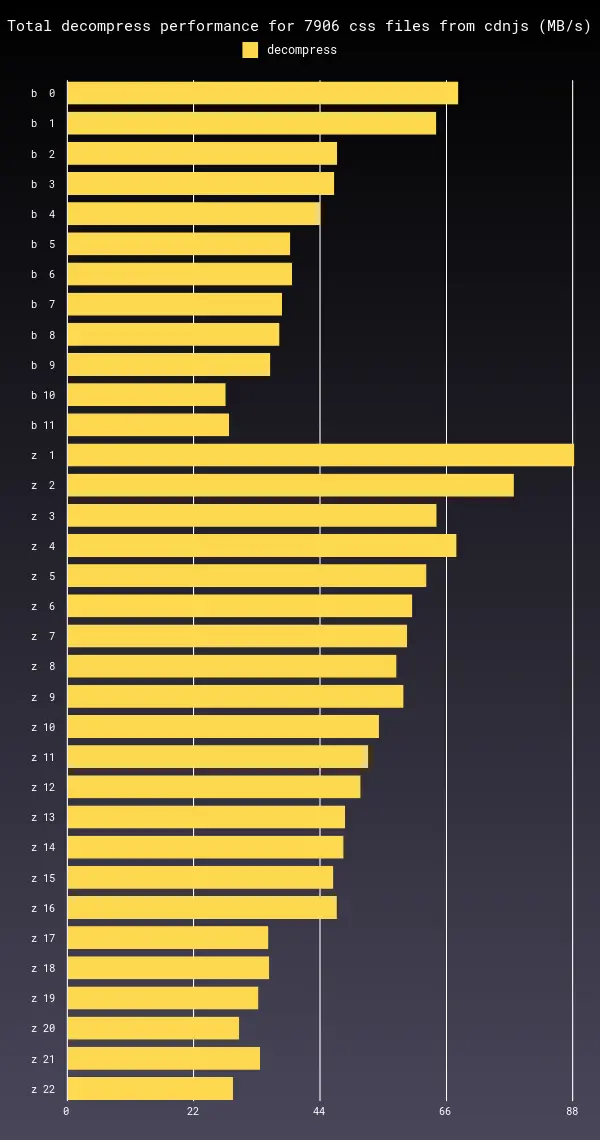 Total decompress performance for 7906 css files from cdnjs (MB/s)
decompress
b 0
b 1
b 2
b 3
b 4
b 5
b 6
b 7
b 8
b 9
b 10
b 11
z 1
z 2
z 3
z 4
z 5
z 6
z 7
z 8
z 9
z 10
z 11
z 12
z 13
z 14
z 15
z 16
z 17
z 18
z 19
z 20
z 21
z 22
0 22 44 66 88